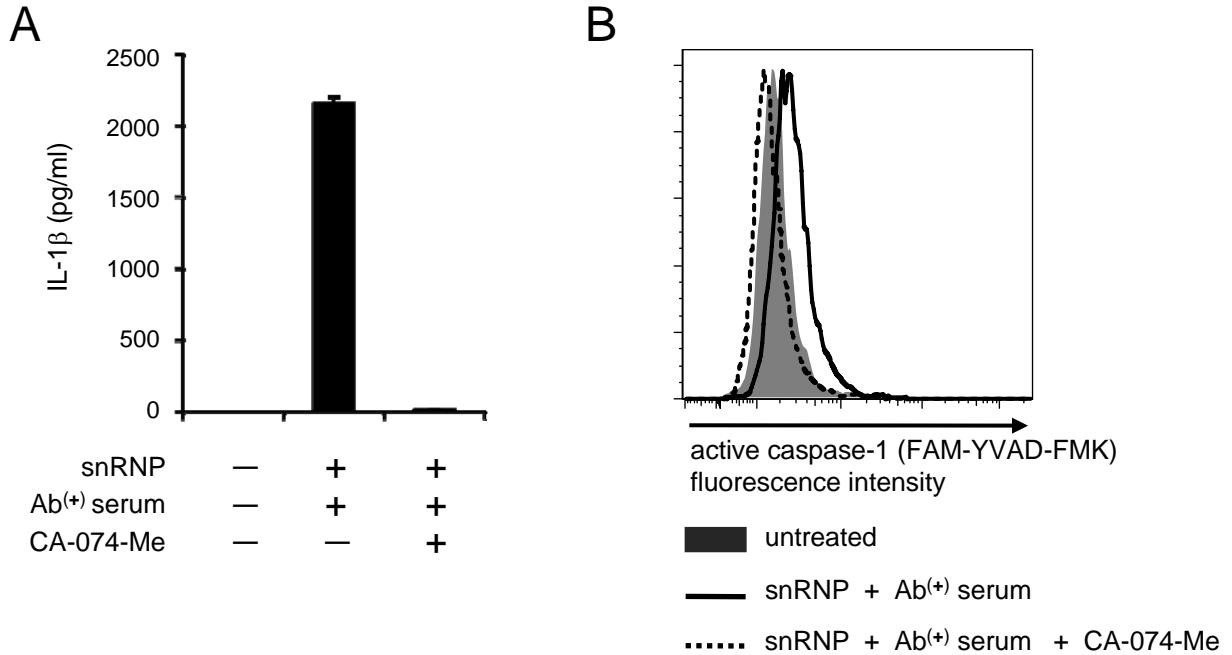 A
2500
2000
1500
1000
500
0
IL-1β (pg/ml)
snRNP — + +
Ab(+) serum — + +
CA-074-Me — — +
B
active caspase-1 (FAM-YVAD-FMK)
fluorescence intensity
untreated
snRNP + Ab(+) serum
snRNP + Ab(+) serum + CA-074-Me